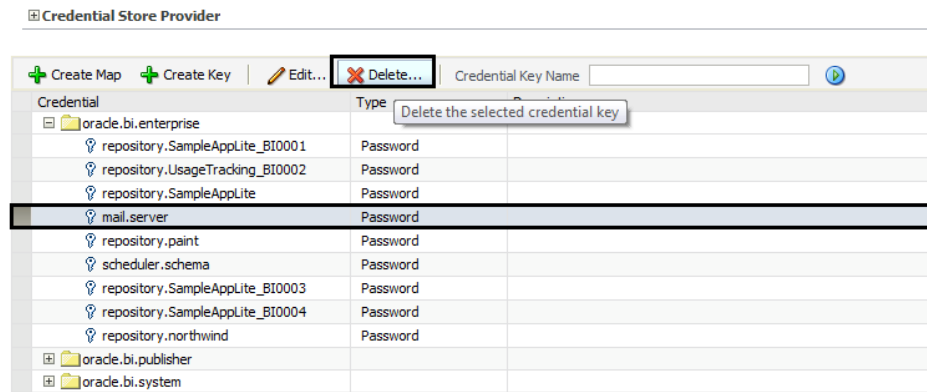 Credential Store Provider
Create Map Create Key Edit... Delete... Credential Key Name
Credential Type
Delete the selected credential key
oracle.bi.enterprise
repository.SampleAppLite_BI0001 Password
repository.UsageTracking_BI0002 Password
repository.SampleAppLite Password
mail.server Password
repository.paint Password
scheduler.schema Password
repository.SampleAppLite_BI0003 Password
repository.SampleAppLite_BI0004 Password
repository.northwind Password
oracle.bi.publisher
oracle.bi.system